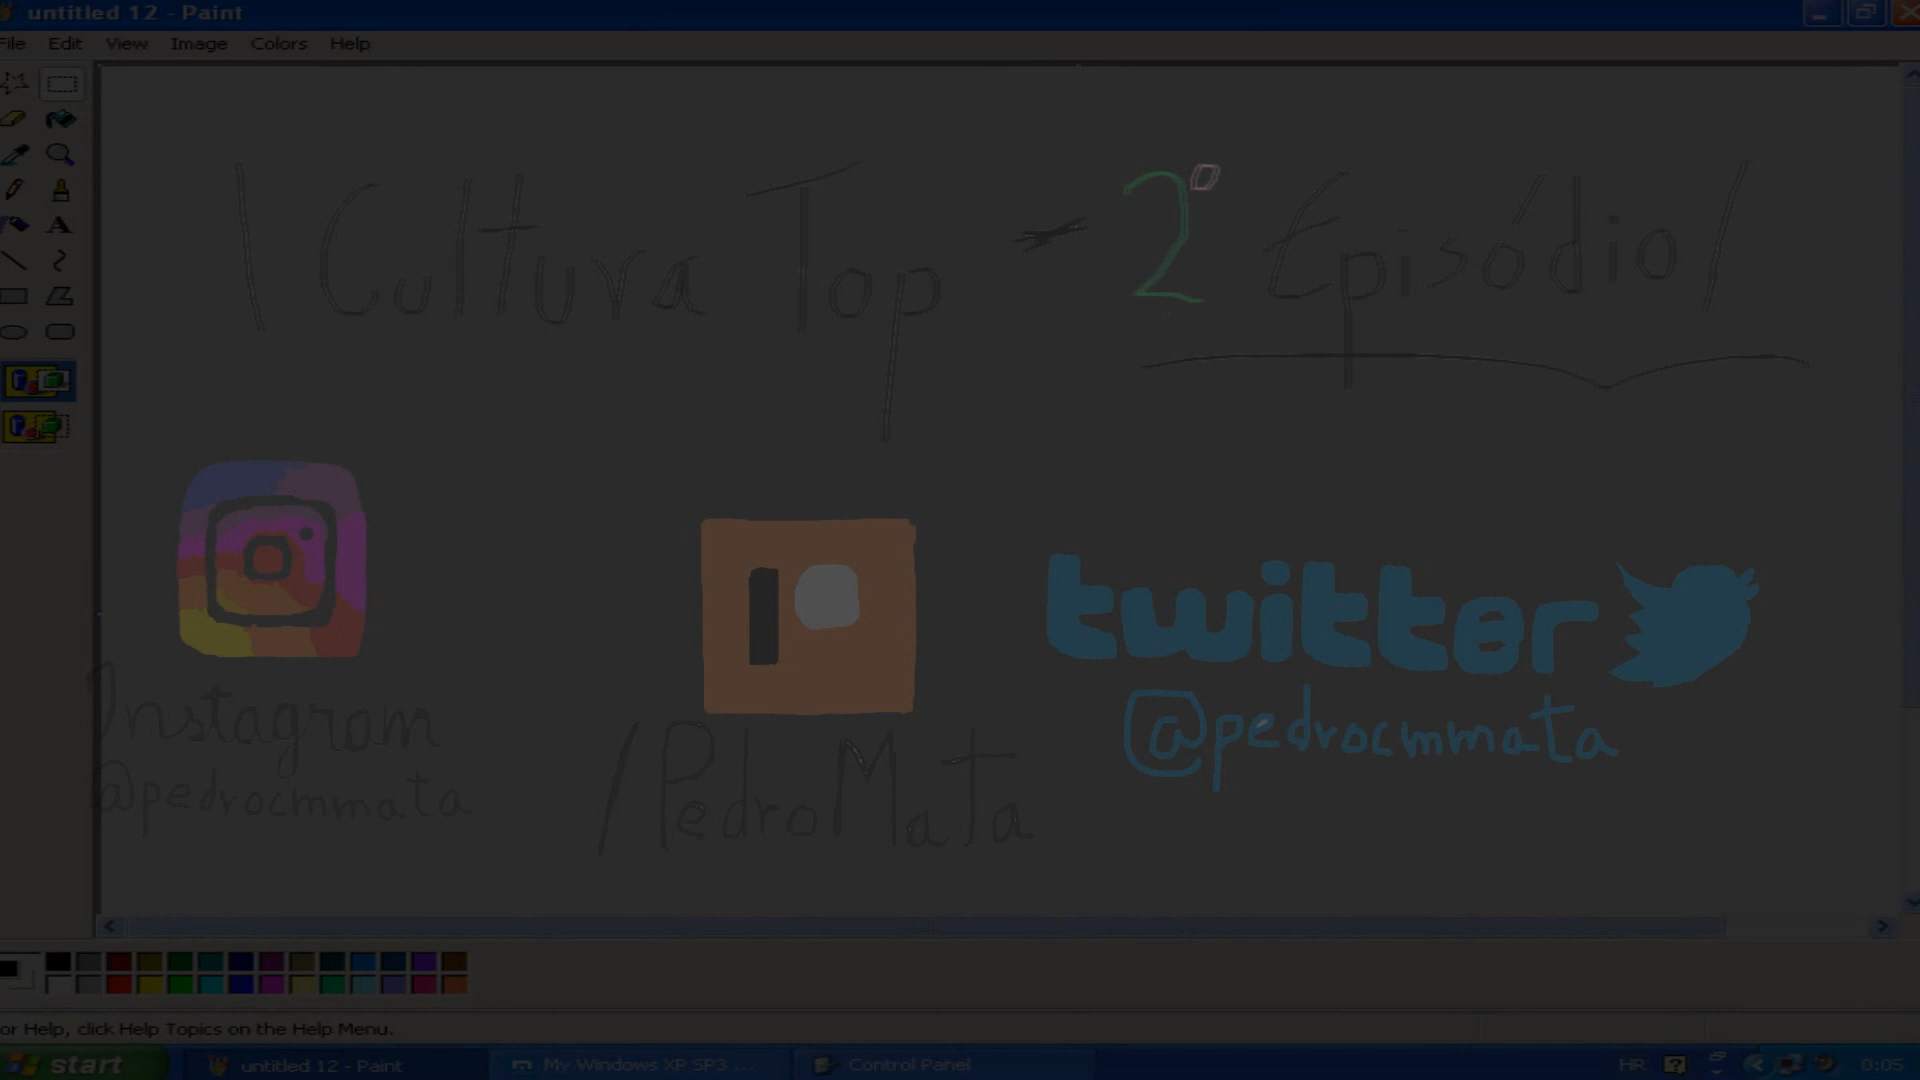 untitled 12 - Paint
File Edit View Image Colors Help
| Cultura Top - 2º Episódio /
twitter
@pedrocmmata
Instagram
@pedrocmmata
/PedroMata
or Help, click Help Topics on the Help Menu.
start untitled 12 - Paint My Windows XP SP3 ... Control Panel HR 0:05